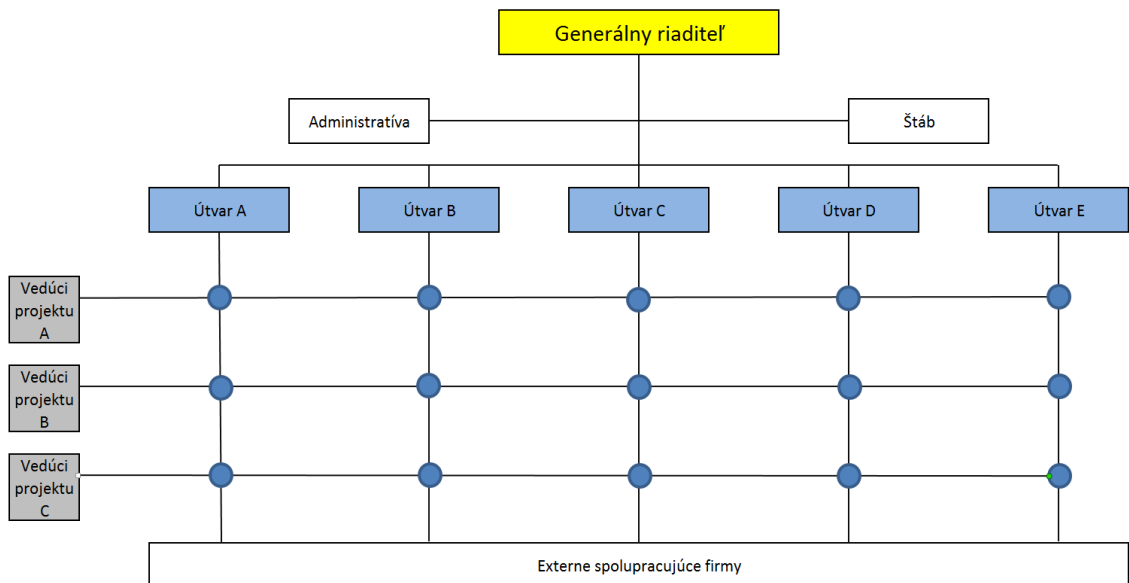 Generálny riaditeľ
Administratíva
Štáb
Útvar A
Útvar B
Útvar C
Útvar D
Útvar E
Vedúci
projektu
A
Vedúci
projektu
B
Vedúci
projektu
C
Externe spolupracujúce firmy